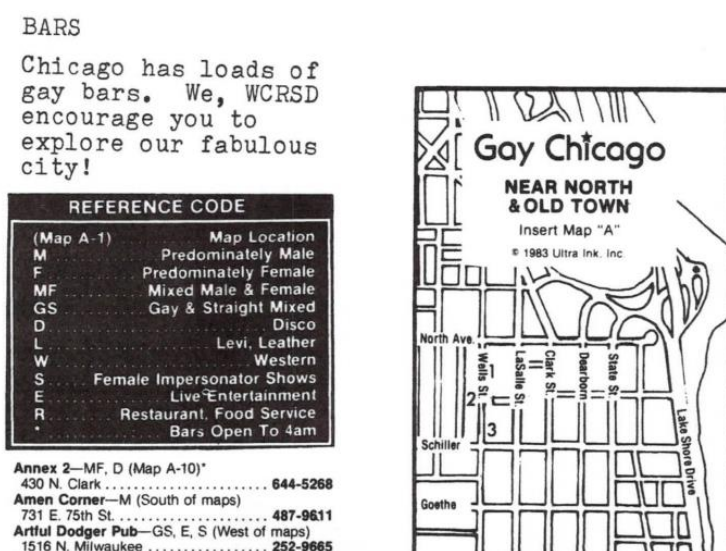 BARS
Chicago has loads of
gay bars. We, WCRSD
encourage you to
explore our fabulous
city!
REFERENCE CODE
(Map A-1) Map Location
M Predominately Male
F Predominately Female
MF Mixed Male & Female
GS Gay & Straight Mixed
D Disco
L Levi, Leather
W Western
S Female Impersonator Shows
E Live Entertainment
R Restaurant, Food Service
* Bars Open To 4am
Annex 2—MF, D (Map A-10)*
430 N. Clark 644-5268
Amen Corner—M (South of maps)
731 E. 75th St. 487-9611
Artful Dodger Pub—GS, E, S (West of maps)
1516 N. Milwaukee 252-9665
Gay Chicago
NEAR NORTH
& OLD TOWN
Insert Map "A"
© 1983 Ultra Ink. Inc.
North Ave.
Wells St.
LaSalle St.
Clark St.
Dearborn
State St.
1
2
3
Lake Shore Drive
Schiller
Goethe